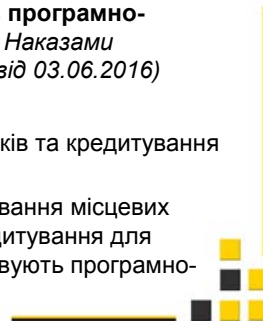 програмно-
Наказами
від 03.06.2016)
ків та кредитування
вання місцевих
дитування для
вують програмно-